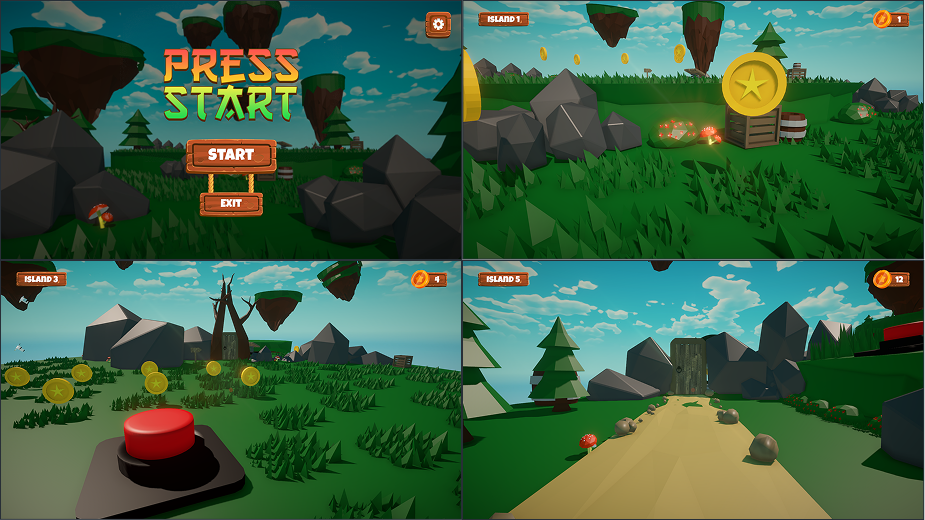 PRESS
START
START
EXIT
ISLAND 1
1
ISLAND 3
4
ISLAND 5
12